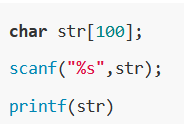 char str[100];
scanf("%s",str);
printf(str)